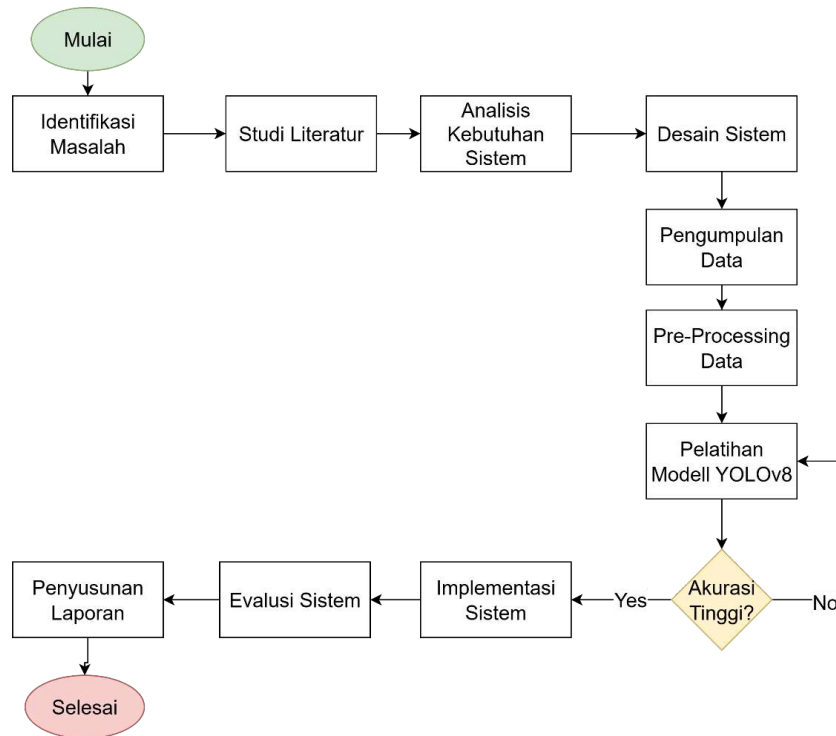 Mulai
Identifikasi
Masalah
Studi Literatur
Analisis
Kebutuhan
Sistem
Desain Sistem
Pengumpulan
Data
Pre-Processing
Data
Pelatihan
Modell YOLOv8
Akurasi
Tinggi?
No
Yes
Implementasi
Sistem
Evalusi Sistem
Penyusunan
Laporan
Selesai